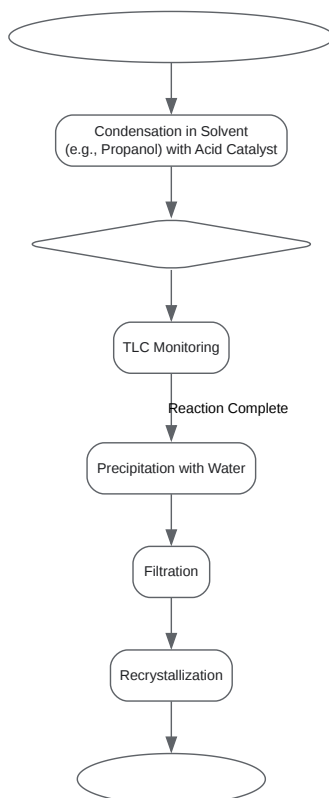 Condensation in Solvent
(e.g., Propanol) with Acid Catalyst
TLC Monitoring
Reaction Complete
Precipitation with Water
Filtration
Recrystallization